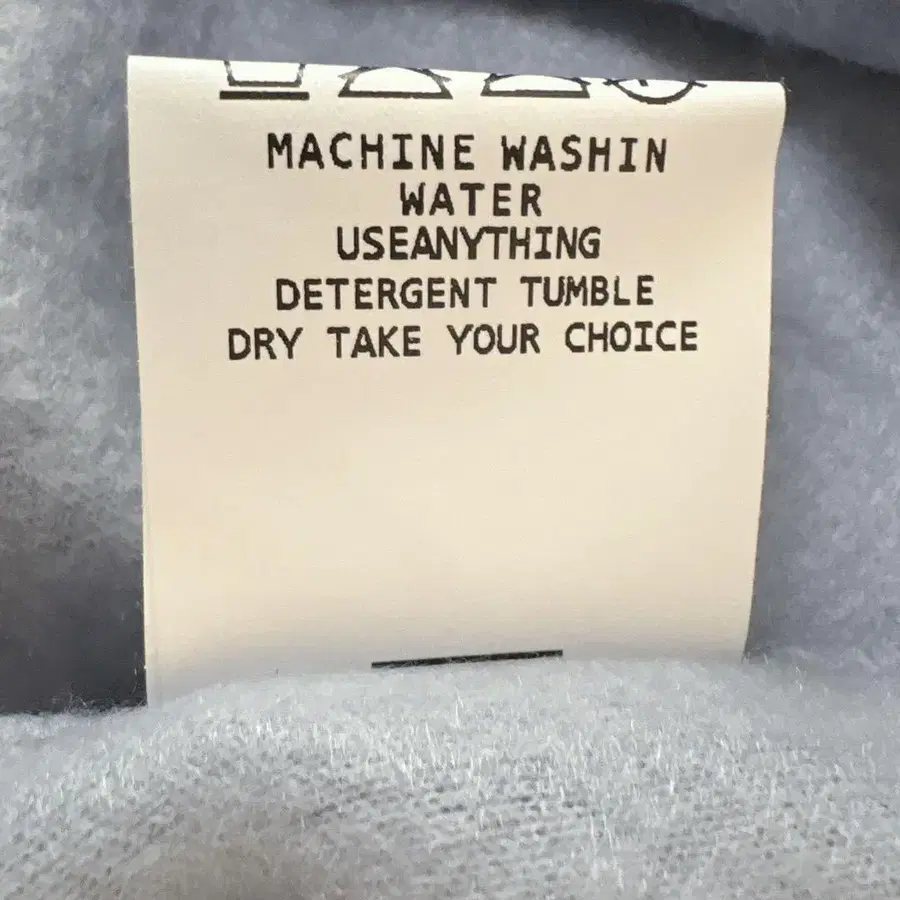 MACHINE WASHIN
WATER
USEANYTHING
DETERGENT TUMBLE
DRY TAKE YOUR CHOICE